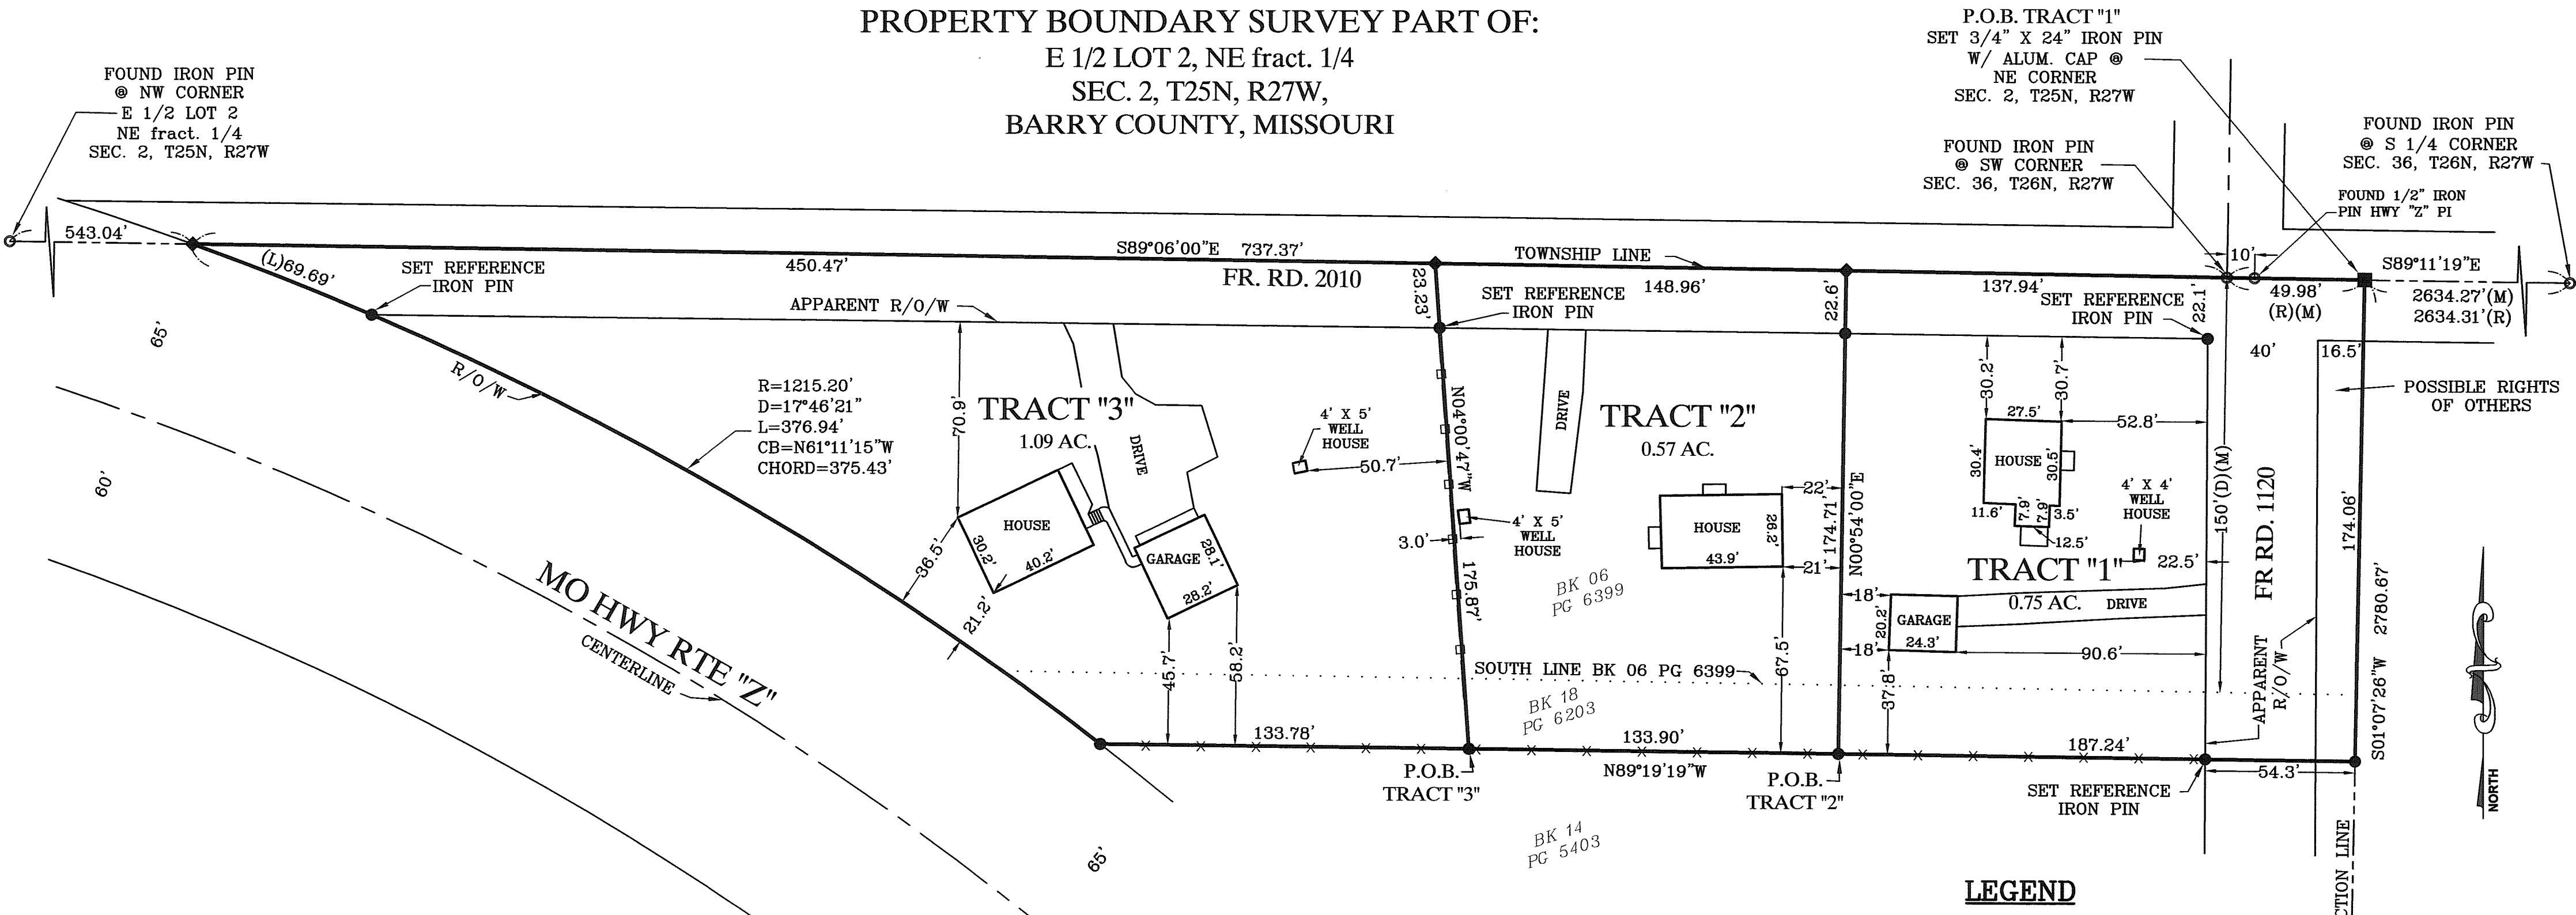 PROPERTY BOUNDARY SURVEY PART OF:
E 1/2 LOT 2, NE fract. 1/4
SEC. 2, T25N, R27W,
BARRY COUNTY, MISSOURI
FOUND IRON PIN
@ NW CORNER
E 1/2 LOT 2
NE fract. 1/4
SEC. 2, T25N, R27W
P.O.B. TRACT "1"
SET 3/4" X 24" IRON PIN
W/ ALUM. CAP @
NE CORNER
SEC. 2, T25N, R27W
FOUND IRON PIN
@ SW CORNER
SEC. 36, T26N, R27W
FOUND IRON PIN
@ S 1/4 CORNER
SEC. 36, T26N, R27W
FOUND 1/2" IRON
PIN HWY "Z" PI
543.04'
(L)69.69'
SET REFERENCE
IRON PIN
S89°06'00"E 737.37'
450.47'
FR. RD. 2010
TOWNSHIP LINE
148.96'
137.94'
10'
49.98'
(R)(M)
S89°11'19"E
2634.27'(M)
2634.31'(R)
APPARENT R/O/W
23.23'
SET REFERENCE
IRON PIN
22.6'
SET REFERENCE
IRON PIN
22.1'
40'
16.5'
POSSIBLE RIGHTS
OF OTHERS
65'
60'
R/O/W
R=1215.20'
D=17°46'21"
L=376.94'
CB=N61°11'15"W
CHORD=375.43'
70.9'
TRACT "3"
1.09 AC.
DRIVE
4' X 5'
WELL
HOUSE
50.7'
N04°00'47"W
175.87'
DRIVE
TRACT "2"
0.57 AC.
4' X 5'
WELL
HOUSE
3.0'
HOUSE
30.2'
40.2'
36.5'
21.2'
GARAGE
28.1'
28.2'
45.7'
58.2'
HOUSE
43.9'
26.2'
22'
21'
174.71'
N00°54'00"E
67.5'
30.2'
30.7'
27.5'
52.8'
HOUSE
30.4'
30.5'
11.6'
7.9'
7.9'
3.5'
12.5'
4' X 4'
WELL
HOUSE
22.5'
TRACT "1"
0.75 AC.
DRIVE
18'
GARAGE
20.2'
24.3'
18'
90.6'
37.8'
150'(D)(M)
FR RD. 1120
APPARENT
R/O/W
174.06'
S01°07'26"W 2780.67'
BK 06
PG 6399
SOUTH LINE BK 06 PG 6399
BK 18
PG 6203
MO HWY RTE "Z"
CENTERLINE
133.78'
133.90'
N89°19'19"W
187.24'
54.3'
P.O.B.
TRACT "3"
P.O.B.
TRACT "2"
SET REFERENCE
IRON PIN
BK 14
PG 5403
65'
NORTH
CTION LINE
LEGEND